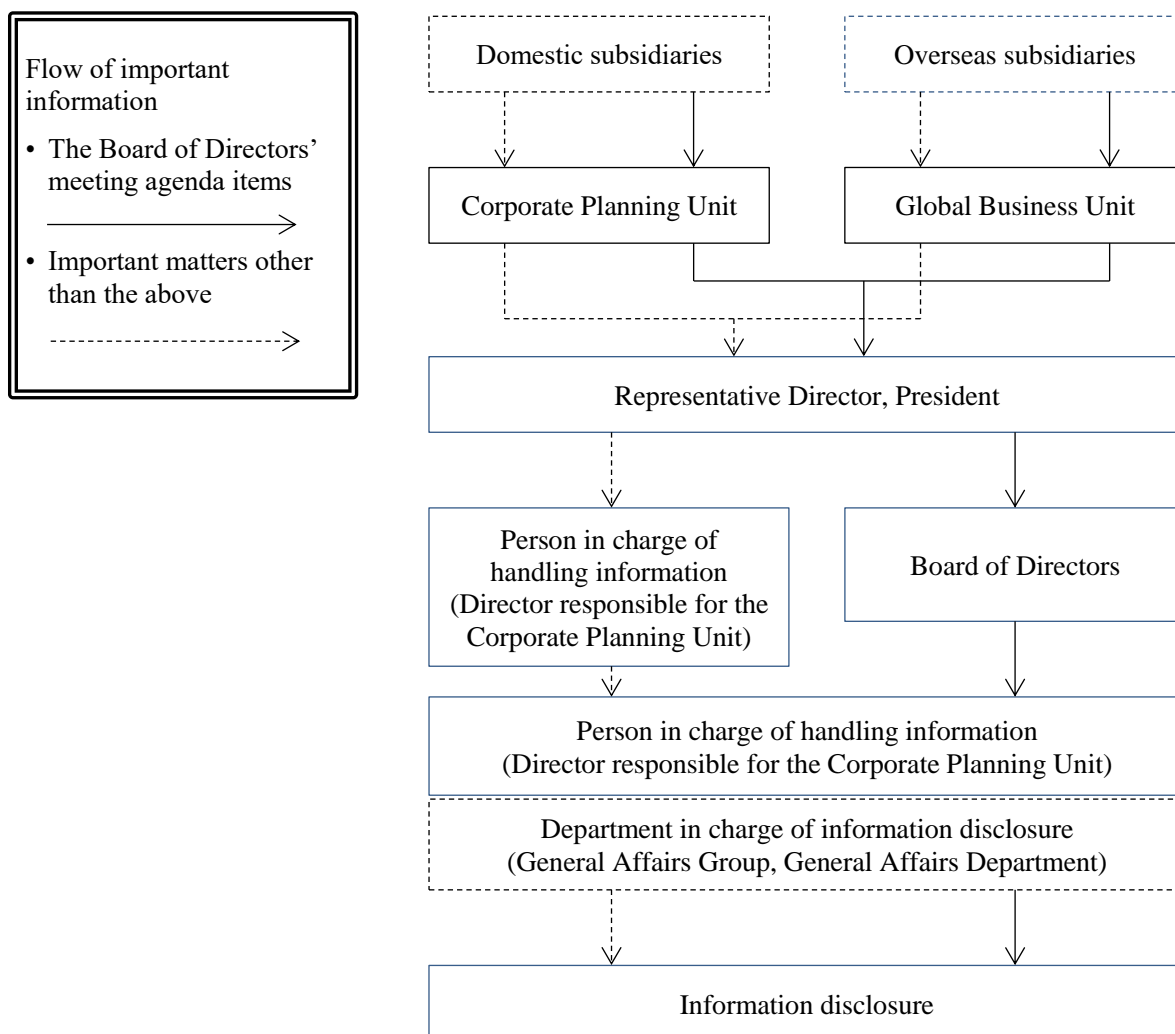 Flow of important
information
• The Board of Directors’
meeting agenda items
• Important matters other
than the above
Domestic subsidiaries
Overseas subsidiaries
Corporate Planning Unit
Global Business Unit
Representative Director, President
Person in charge of
handling information
(Director responsible for the
Corporate Planning Unit)
Board of Directors
Person in charge of handling information
(Director responsible for the Corporate Planning Unit)
Department in charge of information disclosure
(General Affairs Group, General Affairs Department)
Information disclosure